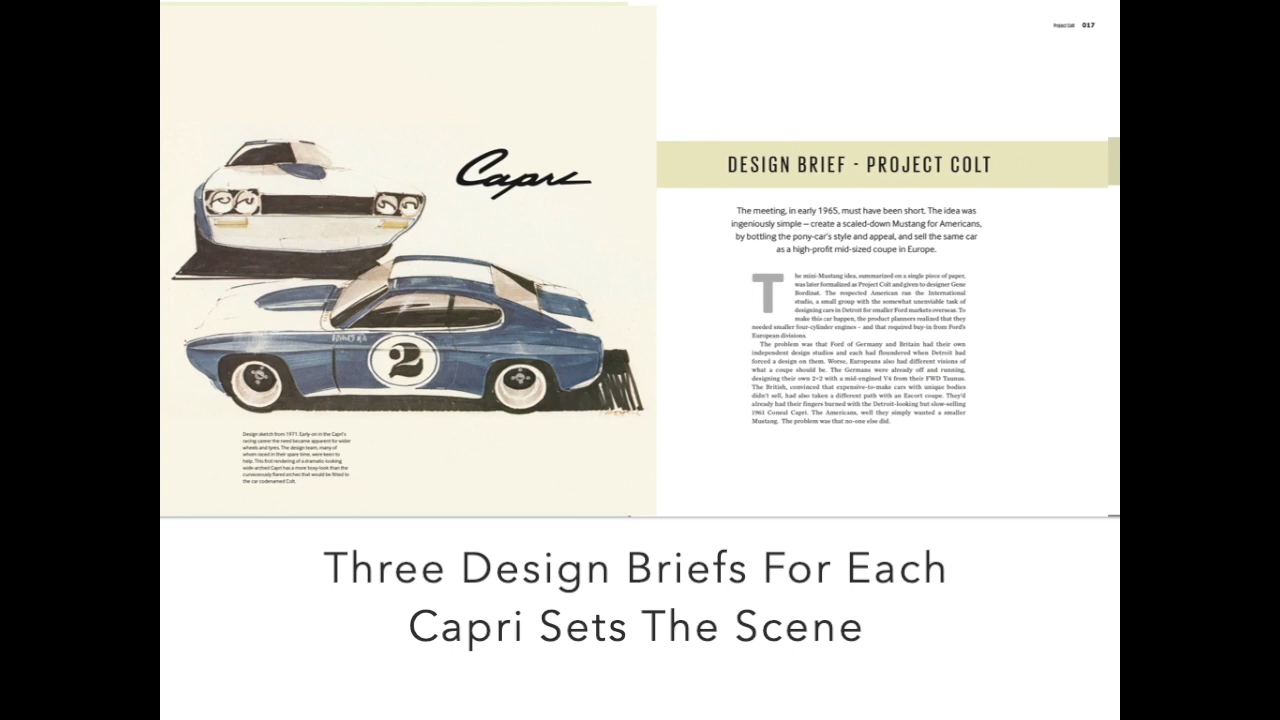 Project Colt 017
Capri
DESIGN BRIEF - PROJECT COLT
The meeting, in early 1965, must have been short. The idea was
ingeniously simple – create a scaled-down Mustang for Americans,
by bottling the pony-car's style and appeal, and sell the same car
as a high-profit mid-sized coupe in Europe.
The mini-Mustang idea, summarized on a single piece of paper,
was later formalized as Project Colt and given to designer Gene
Bordinat. The respected American ran the International
studio, a small group with the somewhat unenviable task of
designing cars in Detroit for smaller Ford markets overseas. To
make this car happen, the product planners realized that they
needed smaller four-cylinder engines – and that required buy-in from Ford's
European divisions.
The problem was that Ford of Germany and Britain had their own
independent design studios and each had floundered when Detroit had
forced a design on them. Worse, Europeans also had different visions of
what a coupe should be. The Germans were already off and running,
designing their own 2+2 with a mid-engined V4 from their FWD Taunus.
The British, convinced that expensive-to-make cars with unique bodies
didn't sell, had also taken a different path with an Escort coupe. They'd
already had their fingers burned with the Detroit-looking but slow-selling
1961 Consul Capri. The Americans, well they simply wanted a smaller
Mustang. The problem was that no-one else did.
2
Design sketch from 1971. Early-on in the Capri's
racing career the need became apparent for wider
wheels and tyres. The design team, many of
whom raced in their spare time, were keen to
help. This first rendering of a dramatic-looking
wide-arched Capri has a more boxy-look than the
curvaceously flared arches that would be fitted to
the car codenamed Colt.
Three Design Briefs For Each
Capri Sets The Scene